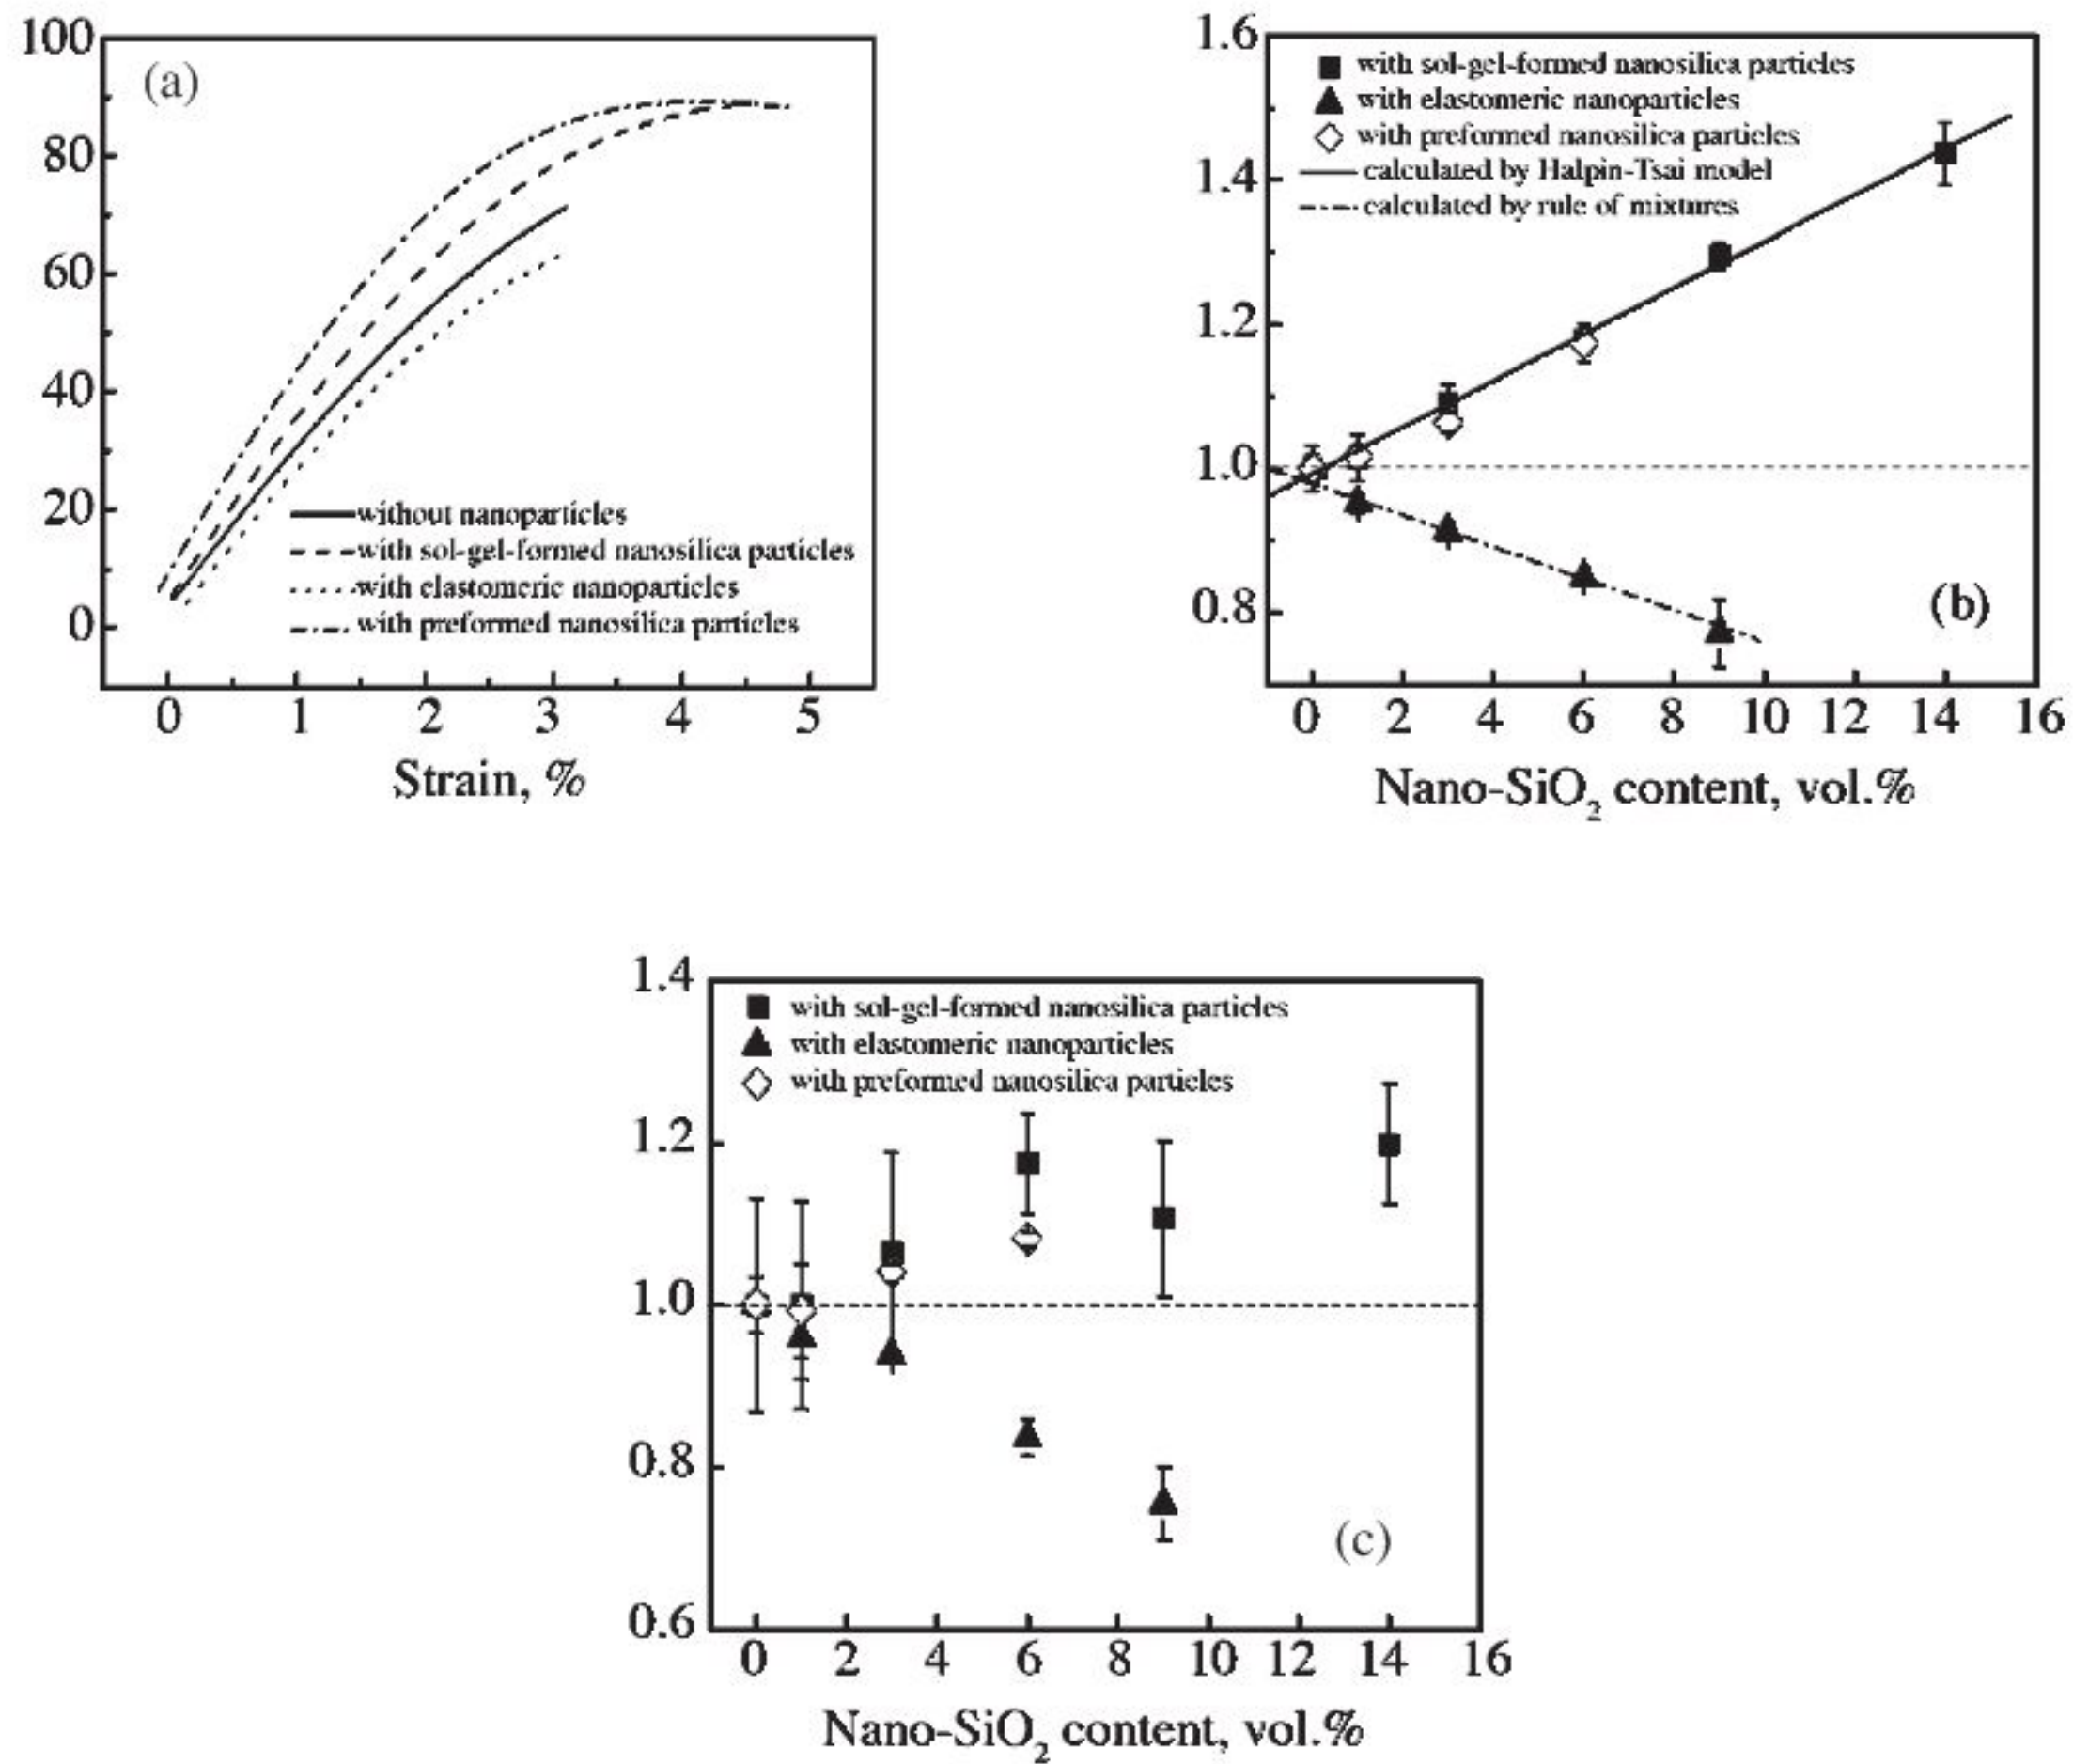 100
80
60
40
20
0
(a)
without nanoparticles
with sol-gel-formed nanosilica particles
with elastomeric nanoparticles
with preformed nanosilica particles
0 1 2 3 4 5
Strain, %
1.6
1.4
1.2
1.0
0.8
with sol-gel-formed nanosilica particles
with elastomeric nanoparticles
with preformed nanosilica particles
calculated by Halpin-Tsai model
calculated by rule of mixtures
(b)
0 2 4 6 8 10 12 14 16
Nano-SiO₂ content, vol.%
1.4
1.2
1.0
0.8
0.6
with sol-gel-formed nanosilica particles
with elastomeric nanoparticles
with preformed nanosilica particles
(c)
0 2 4 6 8 10 12 14 16
Nano-SiO₂ content, vol.%